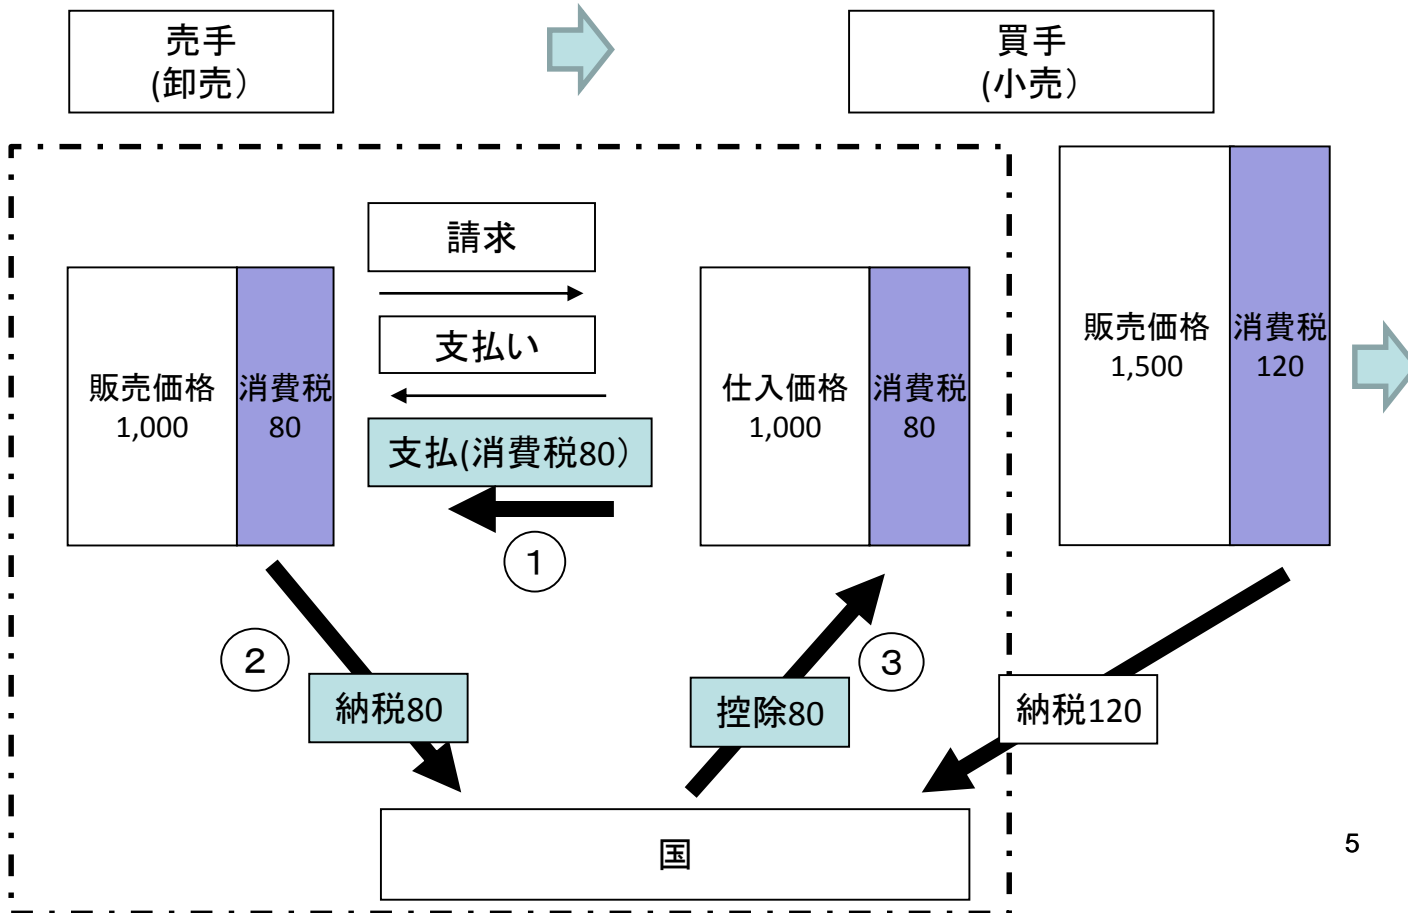 売手
(卸売）
買手
(小売）
請求
支払い
支払(消費税80）
①
販売価格
1,000
消費税
80
仕入価格
1,000
消費税
80
販売価格
1,500
消費税
120
②
納税80
③
控除80
納税120
国
5